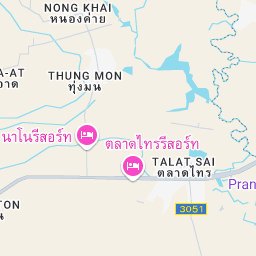 NONG KHAI
หนองค่าย
A-AT
าด
THUNG MON
ทุ่งมน
นาโนรีสอร์ท
ตลาดไทรรีสอร์ท
TALAT SAI
ตลาดไทร
Pran
3051
TON
น